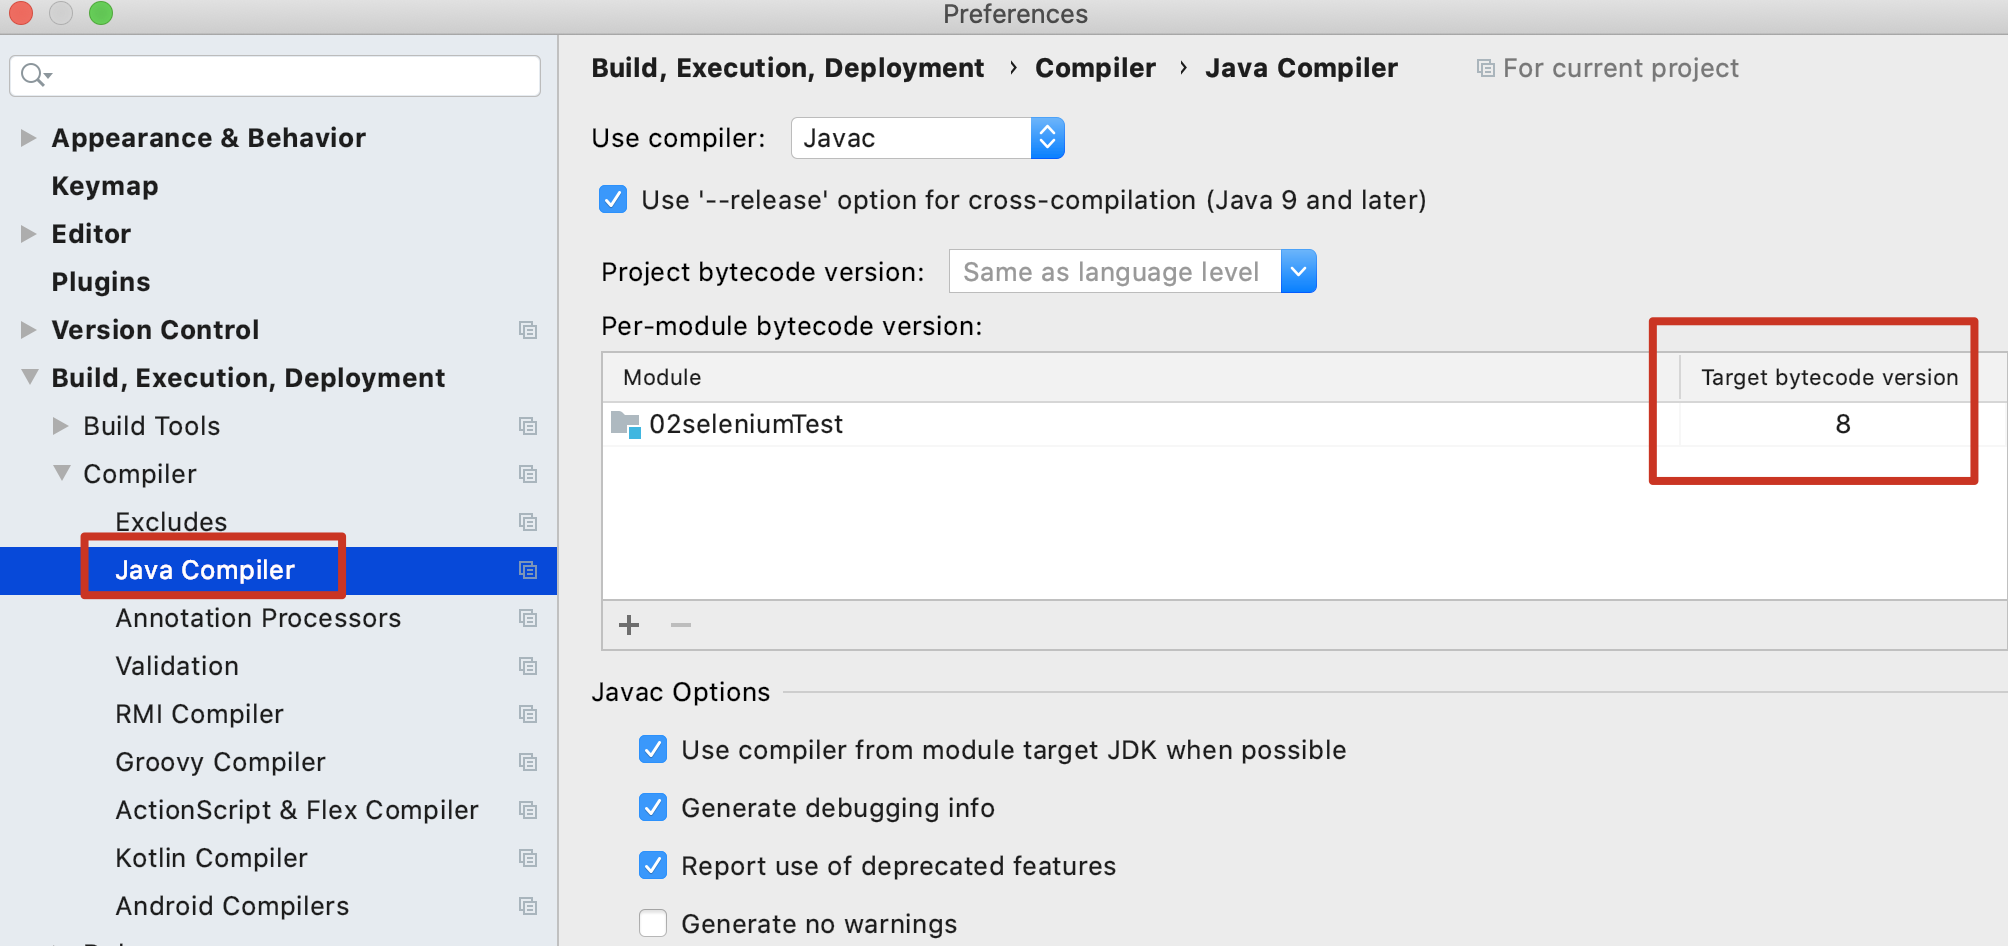 Preferences
Build, Execution, Deployment › Compiler › Java Compiler For current project
Appearance & Behavior
Keymap
Editor
Plugins
Version Control
Build, Execution, Deployment
Build Tools
Compiler
Excludes
Java Compiler
Annotation Processors
Validation
RMI Compiler
Groovy Compiler
ActionScript & Flex Compiler
Kotlin Compiler
Android Compilers
Use compiler: Javac
Use '--release' option for cross-compilation (Java 9 and later)
Project bytecode version: Same as language level
Per-module bytecode version:
Module Target bytecode version
02seleniumTest 8
Javac Options
Use compiler from module target JDK when possible
Generate debugging info
Report use of deprecated features
Generate no warnings